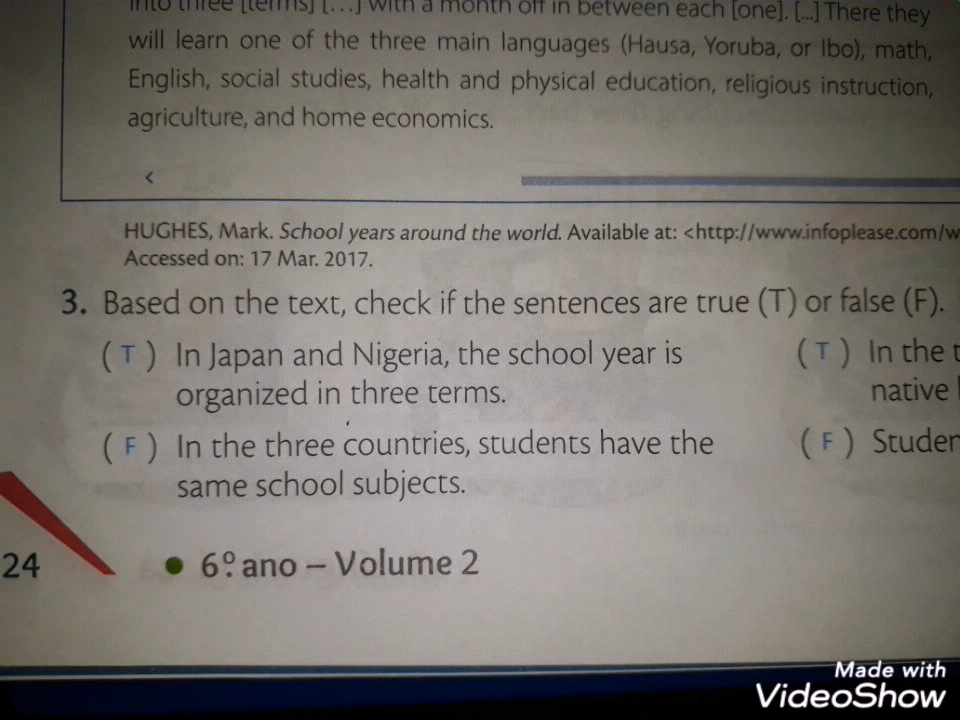 into three [terms] [...] with a month off in between each [one]. [...] There they
will learn one of the three main languages (Hausa, Yoruba, or Ibo), math,
English, social studies, health and physical education, religious instruction,
agriculture, and home economics.
HUGHES, Mark. School years around the world. Available at: <http://www.infoplease.com/w
Accessed on: 17 Mar. 2017.
3. Based on the text, check if the sentences are true (T) or false (F).
( T ) In Japan and Nigeria, the school year is
organized in three terms.
( F ) In the three countries, students have the
same school subjects.
( T ) In the t
native
( F ) Studen
24
• 6º ano – Volume 2
Made with
VideoShow